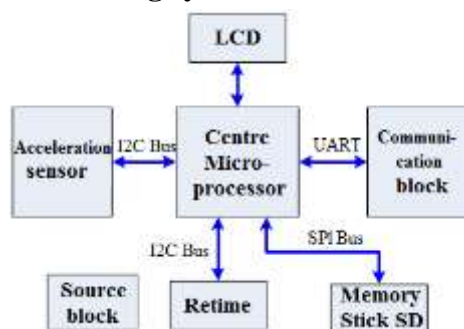 LCD
Acceleration
sensor
I2C Bus
Centre
Micro-
processor
UART
Communi-
cation
block
I2C Bus
SPI Bus
Source
block
Retime
Memory
Stick SD